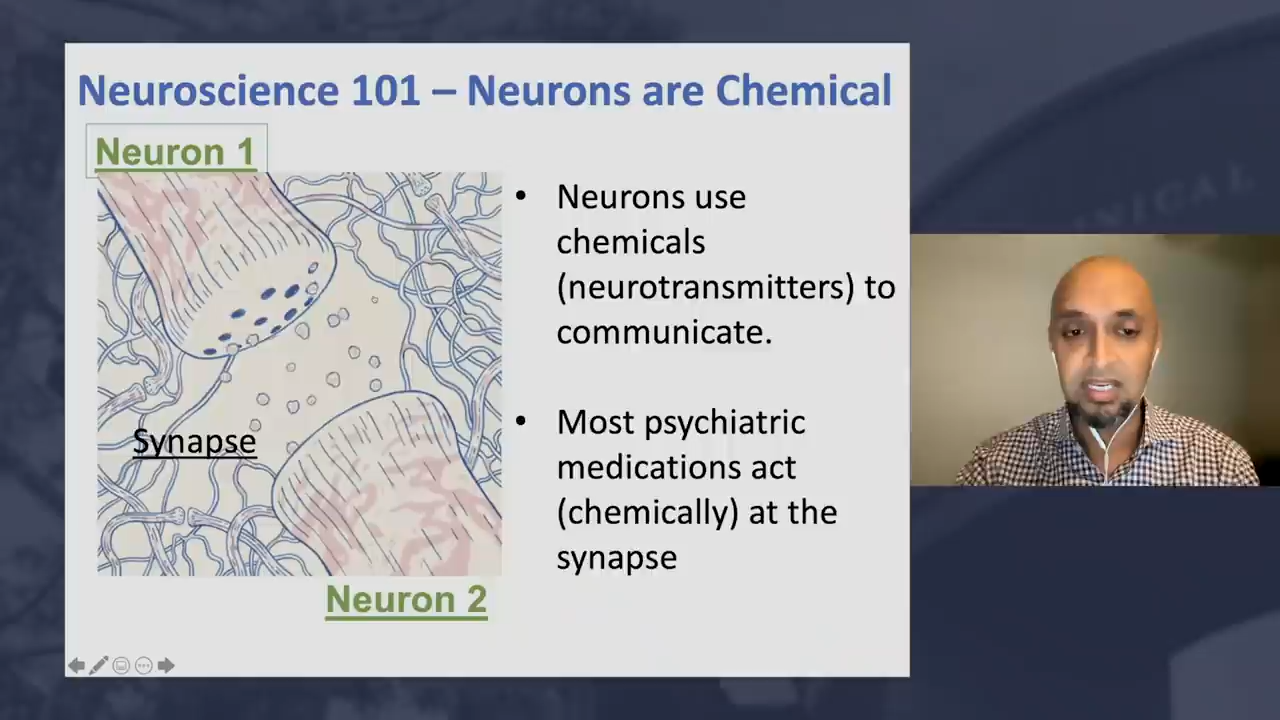 Neuroscience 101 – Neurons are Chemical
Neuron 1
Synapse
Neuron 2
• Neurons use
chemicals
(neurotransmitters) to
communicate.
• Most psychiatric
medications act
(chemically) at the
synapse